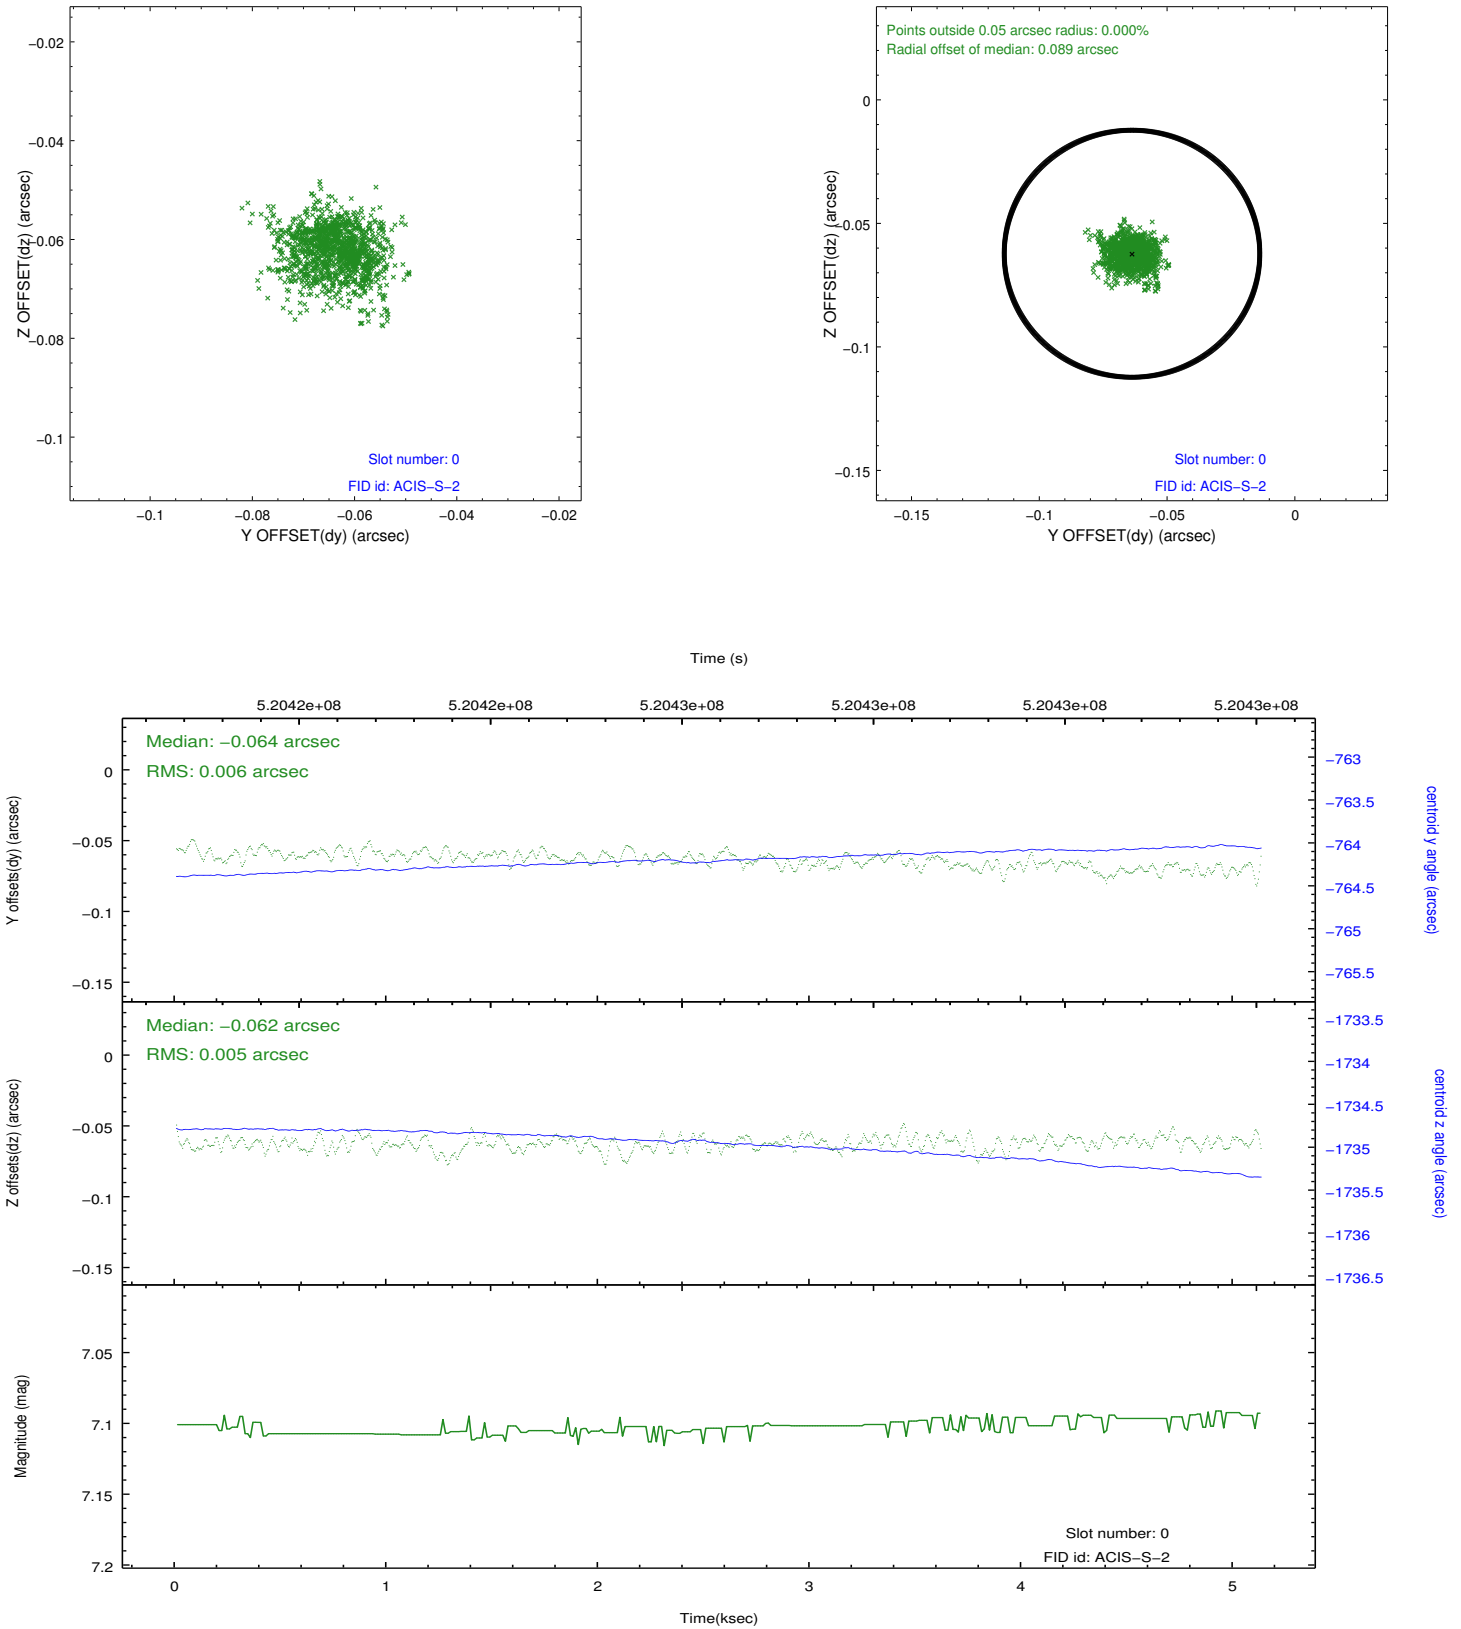 −0.02
−0.04
−0.06
−0.08
−0.1
Z OFFSET(dz) (arcsec)
Slot number: 0
FID id: ACIS−S−2
−0.1 −0.08 −0.06 −0.04 −0.02
Y OFFSET(dy) (arcsec)
Points outside 0.05 arcsec radius: 0.000%
Radial offset of median: 0.089 arcsec
0
−0.05
−0.1
−0.15
Z OFFSET(dz) (arcsec)
Slot number: 0
FID id: ACIS−S−2
−0.15 −0.1 −0.05 0
Y OFFSET(dy) (arcsec)
Time (s)
5.2042e+08 5.2042e+08 5.2043e+08 5.2043e+08 5.2043e+08 5.2043e+08
Median: −0.064 arcsec
RMS: 0.006 arcsec
0
−0.05
−0.1
−0.15
Y offsets(dy) (arcsec)
−763
−763.5
−764
−764.5
−765
−765.5
centroid y angle (arcsec)
Median: −0.062 arcsec
RMS: 0.005 arcsec
0
−0.05
−0.1
−0.15
Z offsets(dz) (arcsec)
−1733.5
−1734
−1734.5
−1735
−1735.5
−1736
−1736.5
centroid z angle (arcsec)
7.05
7.1
7.15
7.2
Magnitude (mag)
Slot number: 0
FID id: ACIS−S−2
0 1 2 3 4 5
Time(ksec)